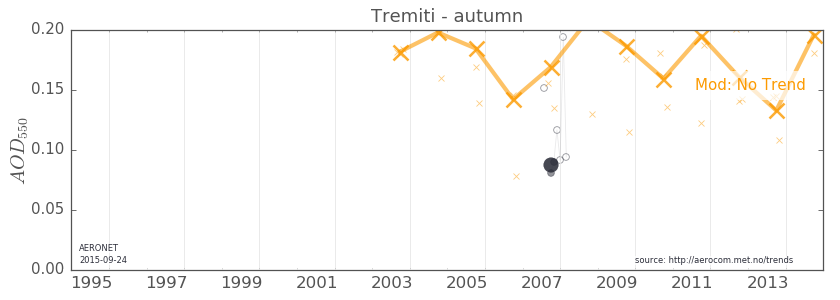 Tremiti - autumn
0.20
0.15
0.10
0.05
0.00
AOD550
Mod: No Trend
AERONET
2015-09-24
source: http://aerocom.met.no/trends
1995 1997 1999 2001 2003 2005 2007 2009 2011 2013